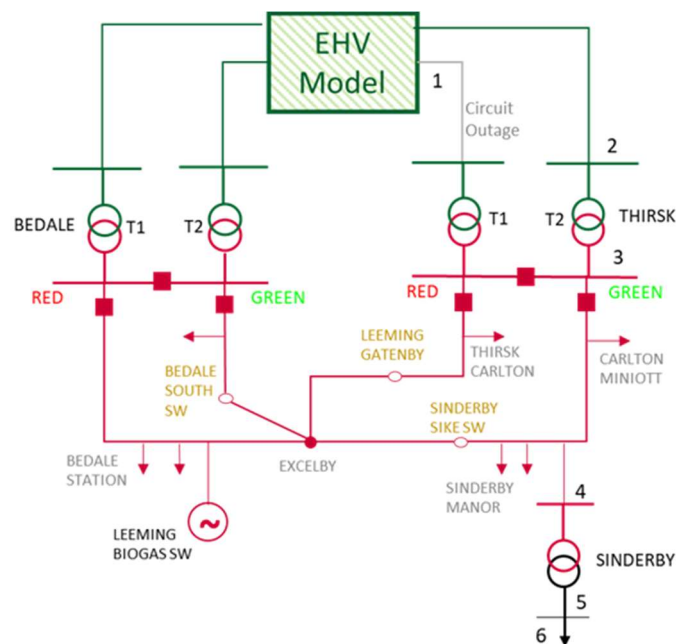 EHV
Model
1
Circuit
Outage
2
BEDALE
T1
T2
T1
T2
THIRSK
3
RED
GREEN
RED
GREEN
LEEMING
GATENBY
THIRSK
CARLTON
CARLTON
MINIOTT
BEDALE
SOUTH
SW
SINDERBY
SIKE SW
BEDALE
STATION
EXCELBY
SINDERBY
MANOR
4
LEEMING
BIOGAS SW
~
SINDERBY
5
6